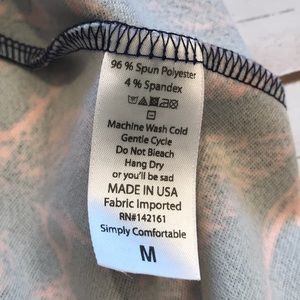 96 % Spun Polyester
4 % Spandex
Machine Wash Cold
Gentle Cycle
Do Not Bleach
Hang Dry
or you'll be sad
MADE IN USA
Fabric Imported
RN#142161
Simply Comfortable
M